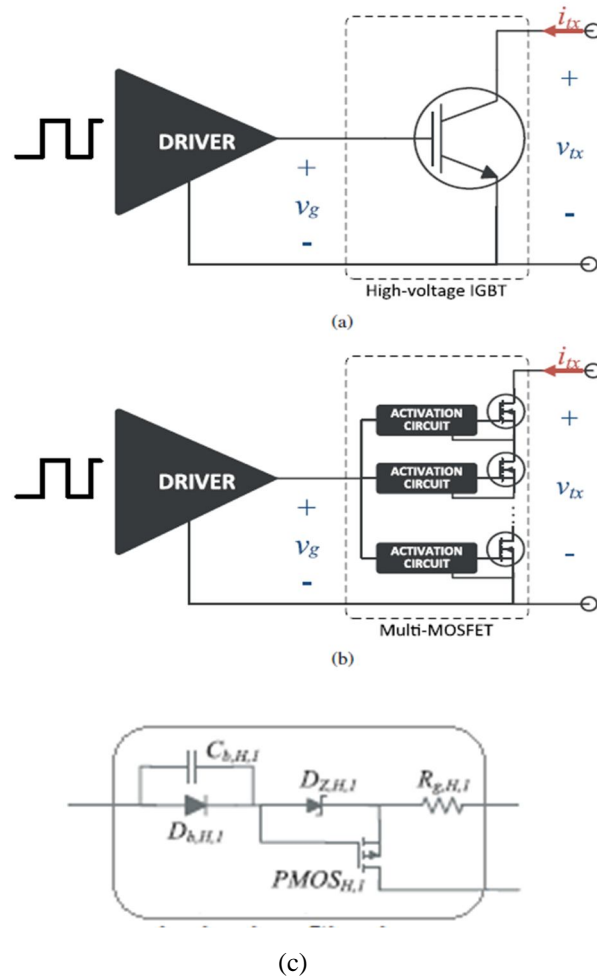 i_tx
DRIVER
+
v_g
-
+
v_tx
-
High-voltage IGBT
(a)
i_tx
DRIVER
+
v_g
-
ACTIVATION
CIRCUIT
ACTIVATION
CIRCUIT
ACTIVATION
CIRCUIT
+
v_tx
-
Multi-MOSFET
(b)
C_b,H,1
D_Z,H,1
R_g,H,1
D_b,H,1
PMOS_H,1
(c)